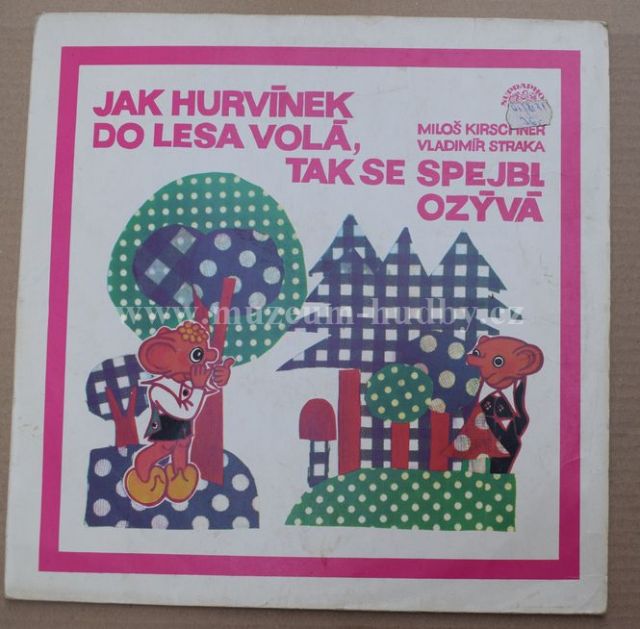 SUPRAPHON
JAK HURVÍNEK
DO LESA VOLÁ,
MILOŠ KIRSCHNER
VLADIMÍR STRAKA
TAK SE SPEJBL
OZÝVÁ
www.muzeum-hudby.cz